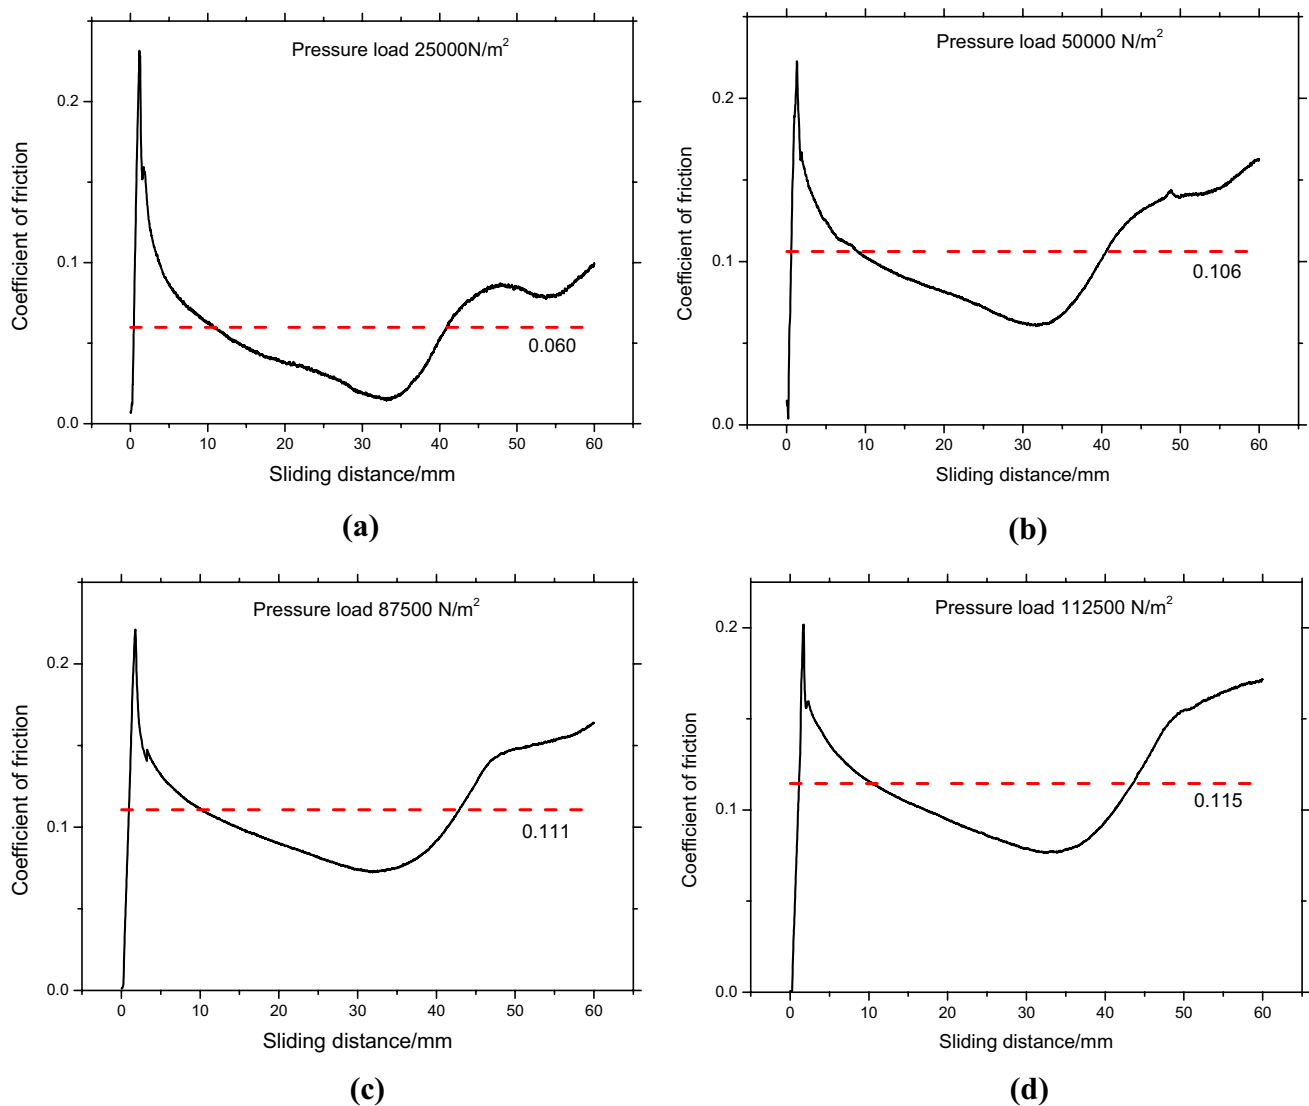 Pressure load 25000N/m²
Coefficient of friction
0.2
0.1
0.0
0.060
0 10 20 30 40 50 60
Sliding distance/mm
(a)
Pressure load 50000 N/m²
Coefficient of friction
0.2
0.1
0.0
0.106
0 10 20 30 40 50 60
Sliding distance/mm
(b)
Pressure load 87500 N/m²
Coefficient of friction
0.2
0.1
0.0
0.111
0 10 20 30 40 50 60
Sliding distance/mm
(c)
Pressure load 112500 N/m²
Coefficient of friction
0.2
0.1
0.0
0.115
0 10 20 30 40 50 60
Sliding distance/mm
(d)